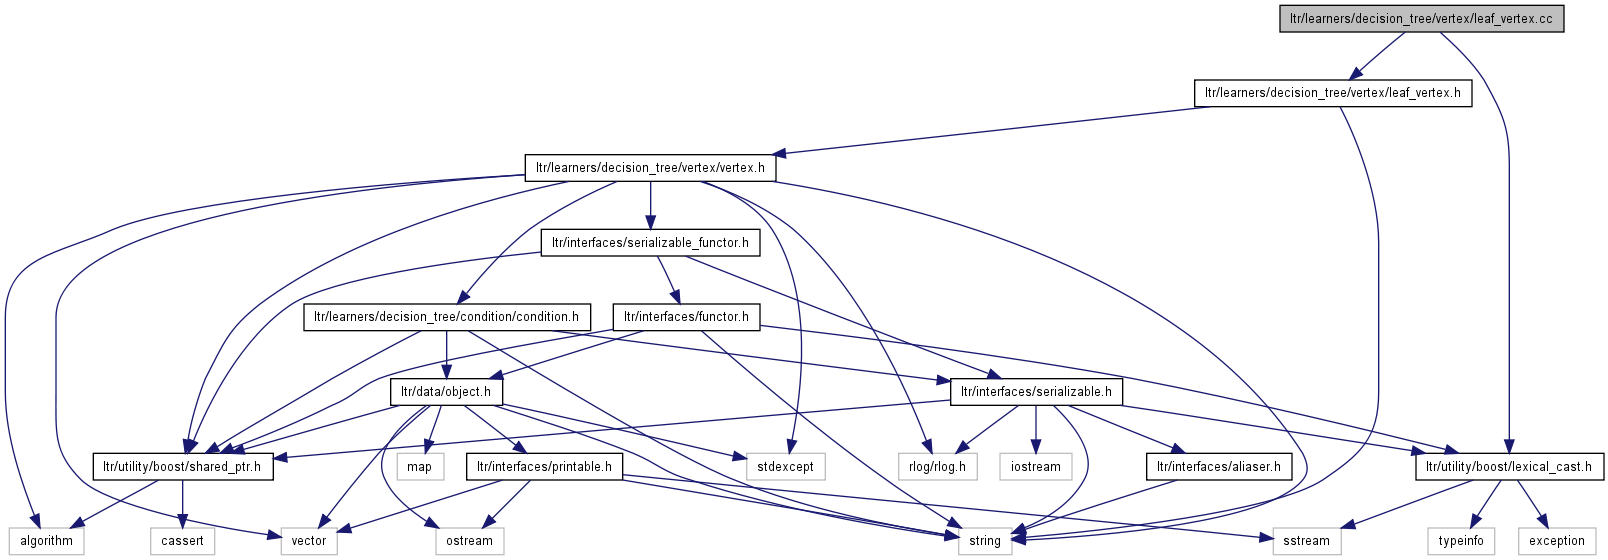 ltr/learners/decision_tree/vertex/leaf_vertex.cc
ltr/learners/decision_tree/vertex/leaf_vertex.h
ltr/learners/decision_tree/vertex/vertex.h
ltr/interfaces/serializable_functor.h
ltr/learners/decision_tree/condition/condition.h
ltr/interfaces/functor.h
ltr/data/object.h
ltr/interfaces/serializable.h
ltr/utility/boost/shared_ptr.h
map
ltr/interfaces/printable.h
stdexcept
rlog/rlog.h
iostream
ltr/interfaces/aliaser.h
ltr/utility/boost/lexical_cast.h
algorithm
cassert
vector
ostream
string
sstream
typeinfo
exception